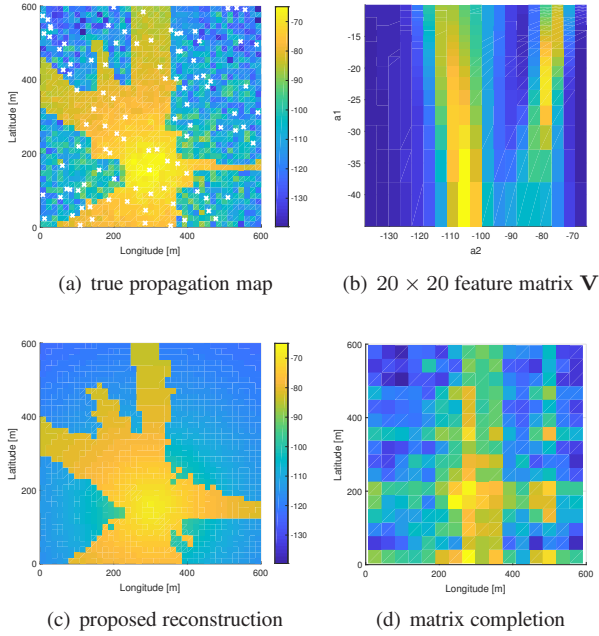 600
400
200
0
0 200 400 600
Latitude [m]
Longitude [m]
-70
-80
-90
-100
-110
-120
-130
(a) true propagation map
-15
-20
-25
-30
-35
-40
a1
-130 -120 -110 -100 -90 -80 -70
a2
(b) 20 × 20 feature matrix V
600
400
200
0
0 200 400 600
Latitude [m]
Longitude [m]
-70
-80
-90
-100
-110
-120
-130
(c) proposed reconstruction
600
500
400
300
200
100
0
0 200 400 600
Latitude [m]
Longitude [m]
(d) matrix completion